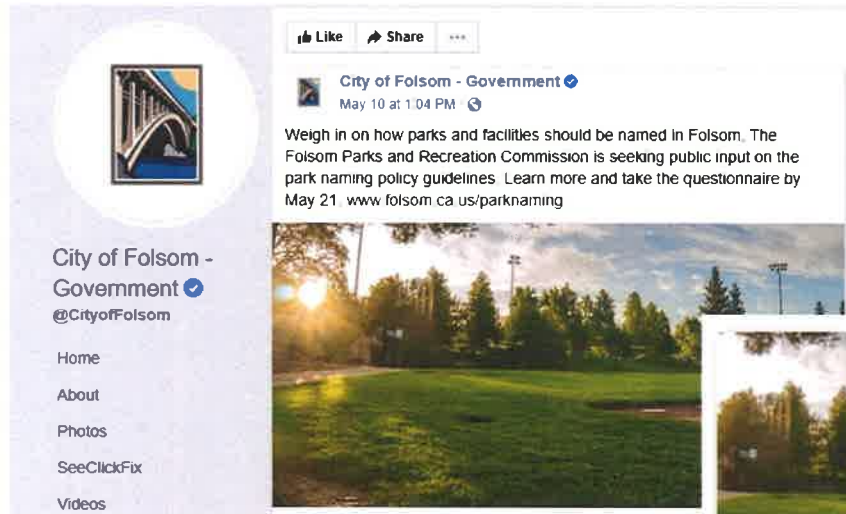 Like Share ...
City of Folsom - Government
May 10 at 1:04 PM
Weigh in on how parks and facilities should be named in Folsom. The
Folsom Parks and Recreation Commission is seeking public input on the
park naming policy guidelines. Learn more and take the questionnaire by
May 21. www.folsom.ca.us/parknaming
City of Folsom -
Government
@CityofFolsom
Home
About
Photos
SeeClickFix
Videos